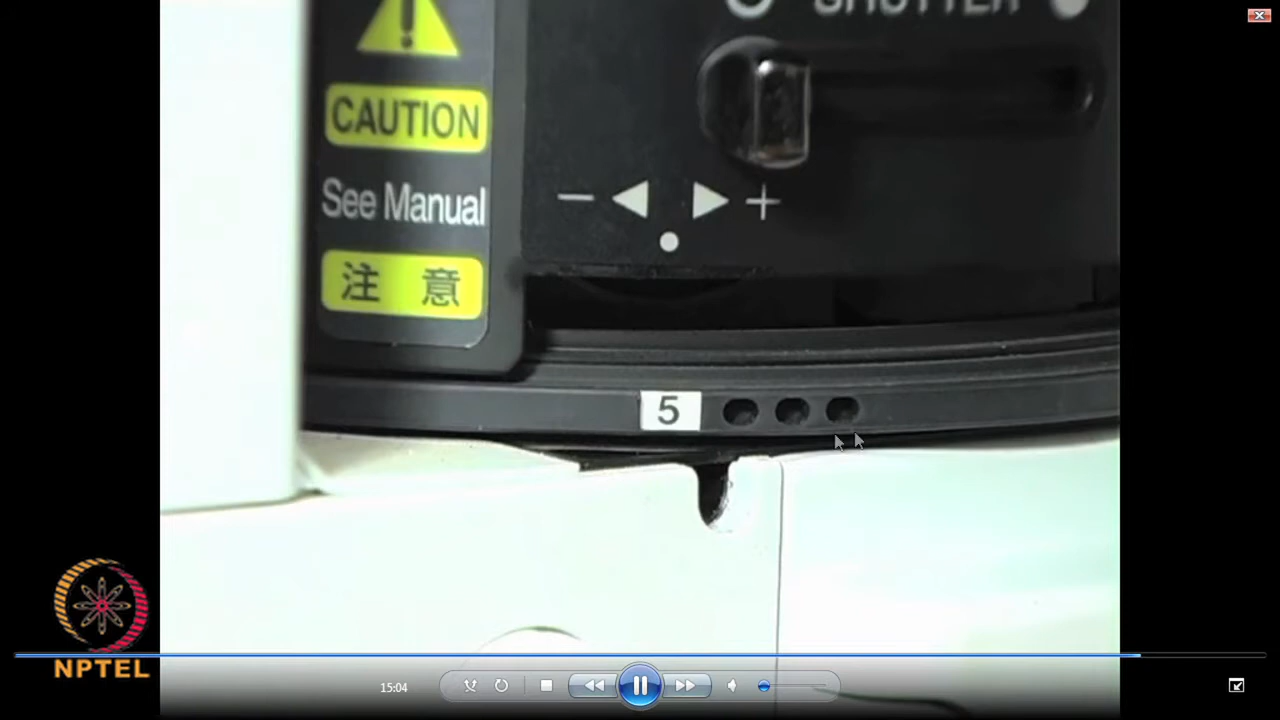 SHUTTER
CAUTION
See Manual
注 意
− ◀ ▶ +
5
NPTEL
15:04